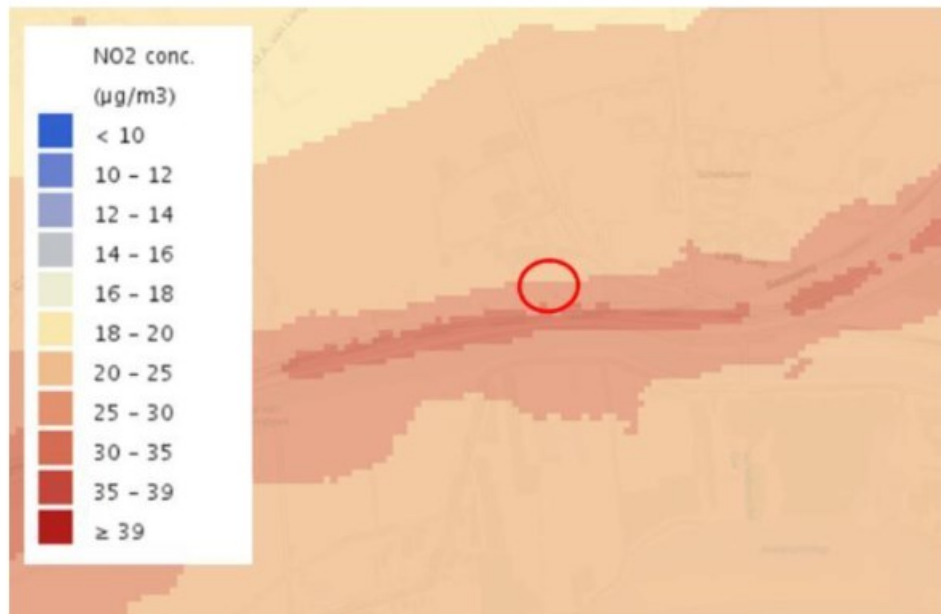 NO2 conc.
(µg/m3)
< 10
10 – 12
12 – 14
14 – 16
16 – 18
18 – 20
20 – 25
25 – 30
30 – 35
35 – 39
≥ 39